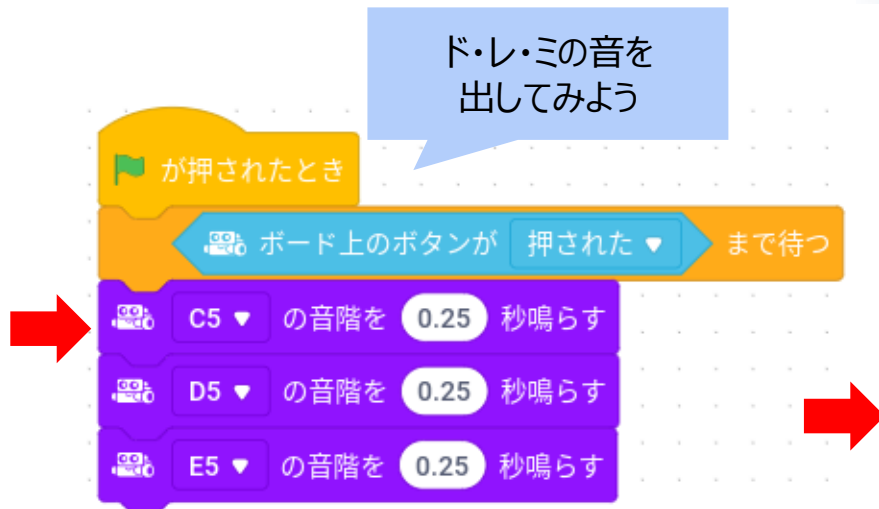 ド・レ・ミの音を
出してみよう
が押されたとき
ボード上のボタンが 押された ▼ まで待つ
C5 ▼ の音階を 0.25 秒鳴らす
D5 ▼ の音階を 0.25 秒鳴らす
E5 ▼ の音階を 0.25 秒鳴らす